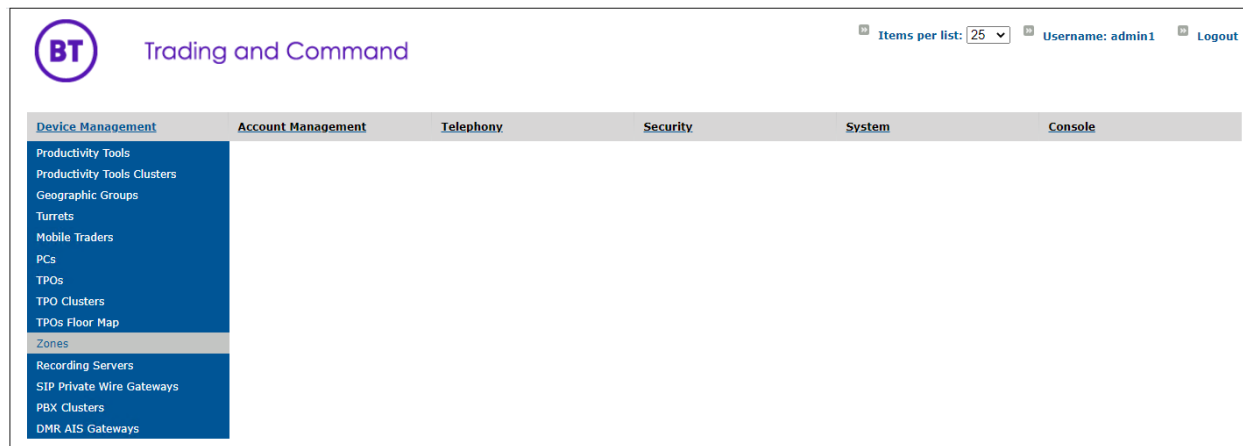 BT
Trading and Command
Items per list: 25 Username: admin1 Logout
Device Management Account Management Telephony Security System Console
Productivity Tools
Productivity Tools Clusters
Geographic Groups
Turrets
Mobile Traders
PCs
TPOs
TPO Clusters
TPOs Floor Map
Zones
Recording Servers
SIP Private Wire Gateways
PBX Clusters
DMR AIS Gateways